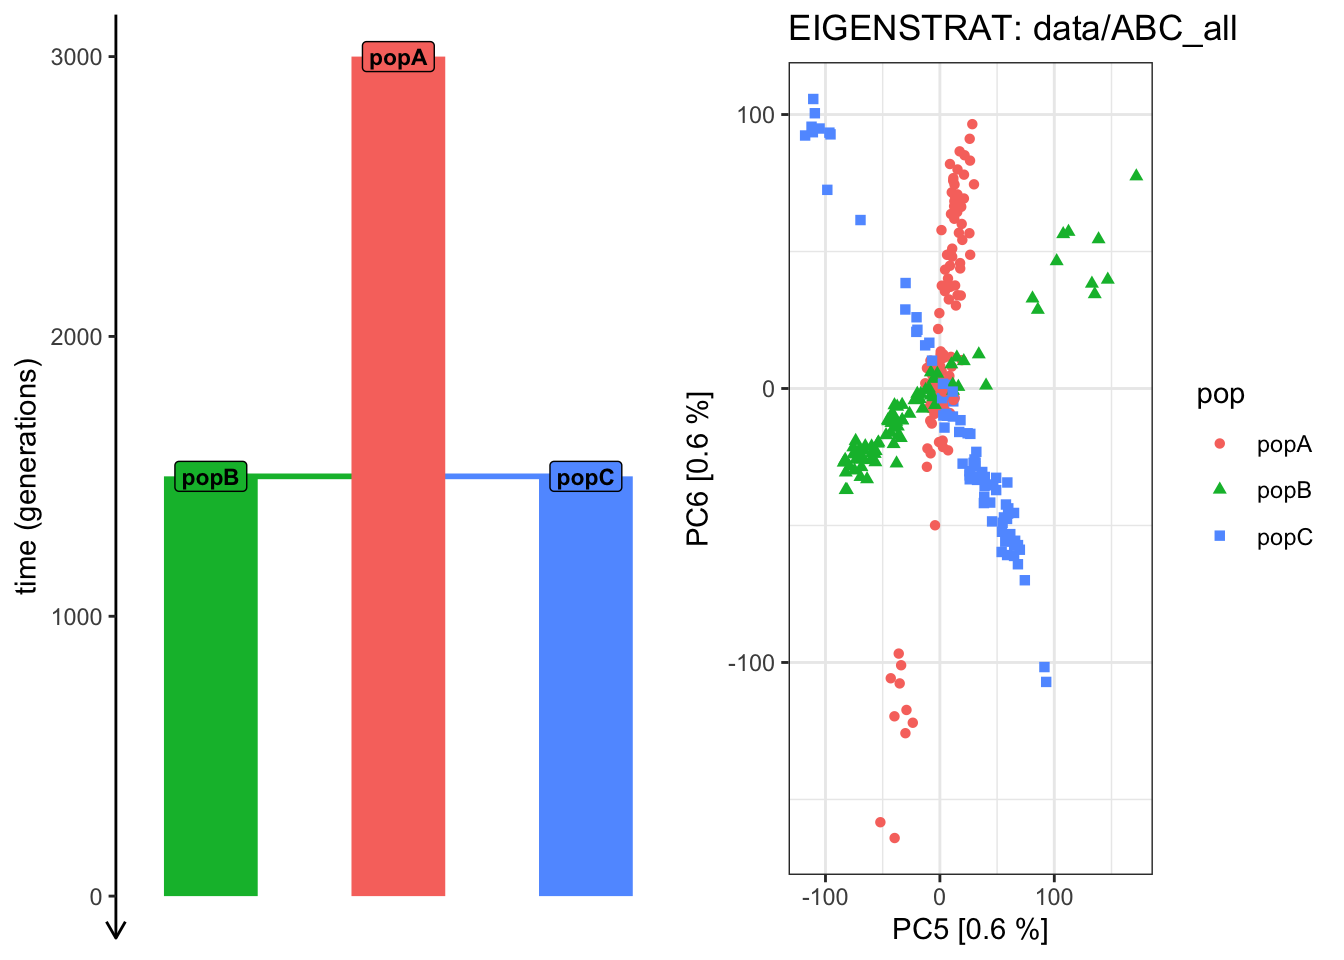 EIGENSTRAT: data/ABC_all
3000
2000
1000
0
time (generations)
popA
popB
popC
100
0
-100
PC6 [0.6 %]
-100 0 100
PC5 [0.6 %]
pop
popA
popB
popC